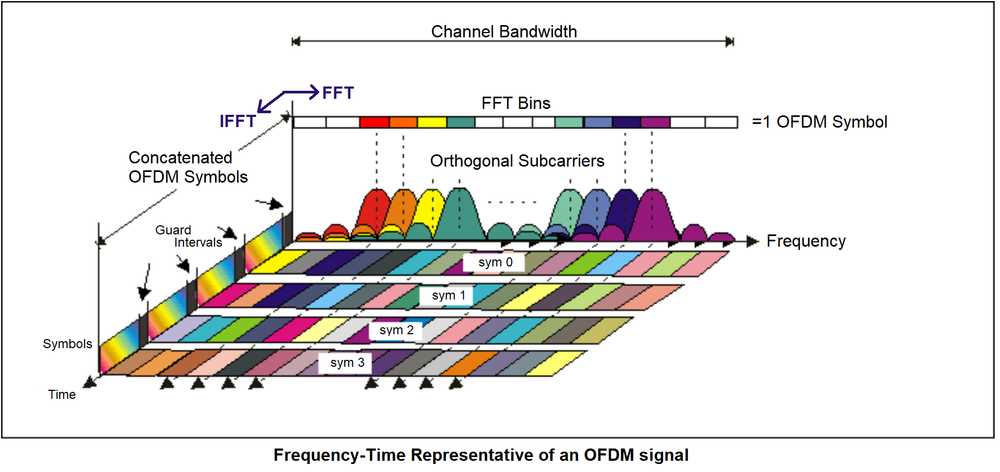 Channel Bandwidth
FFT
IFFT
FFT Bins
=1 OFDM Symbol
Concatenated
OFDM Symbols
Orthogonal Subcarriers
Guard
Intervals
Frequency
sym 0
sym 1
sym 2
Symbols
sym 3
Time
Frequency-Time Representative of an OFDM signal